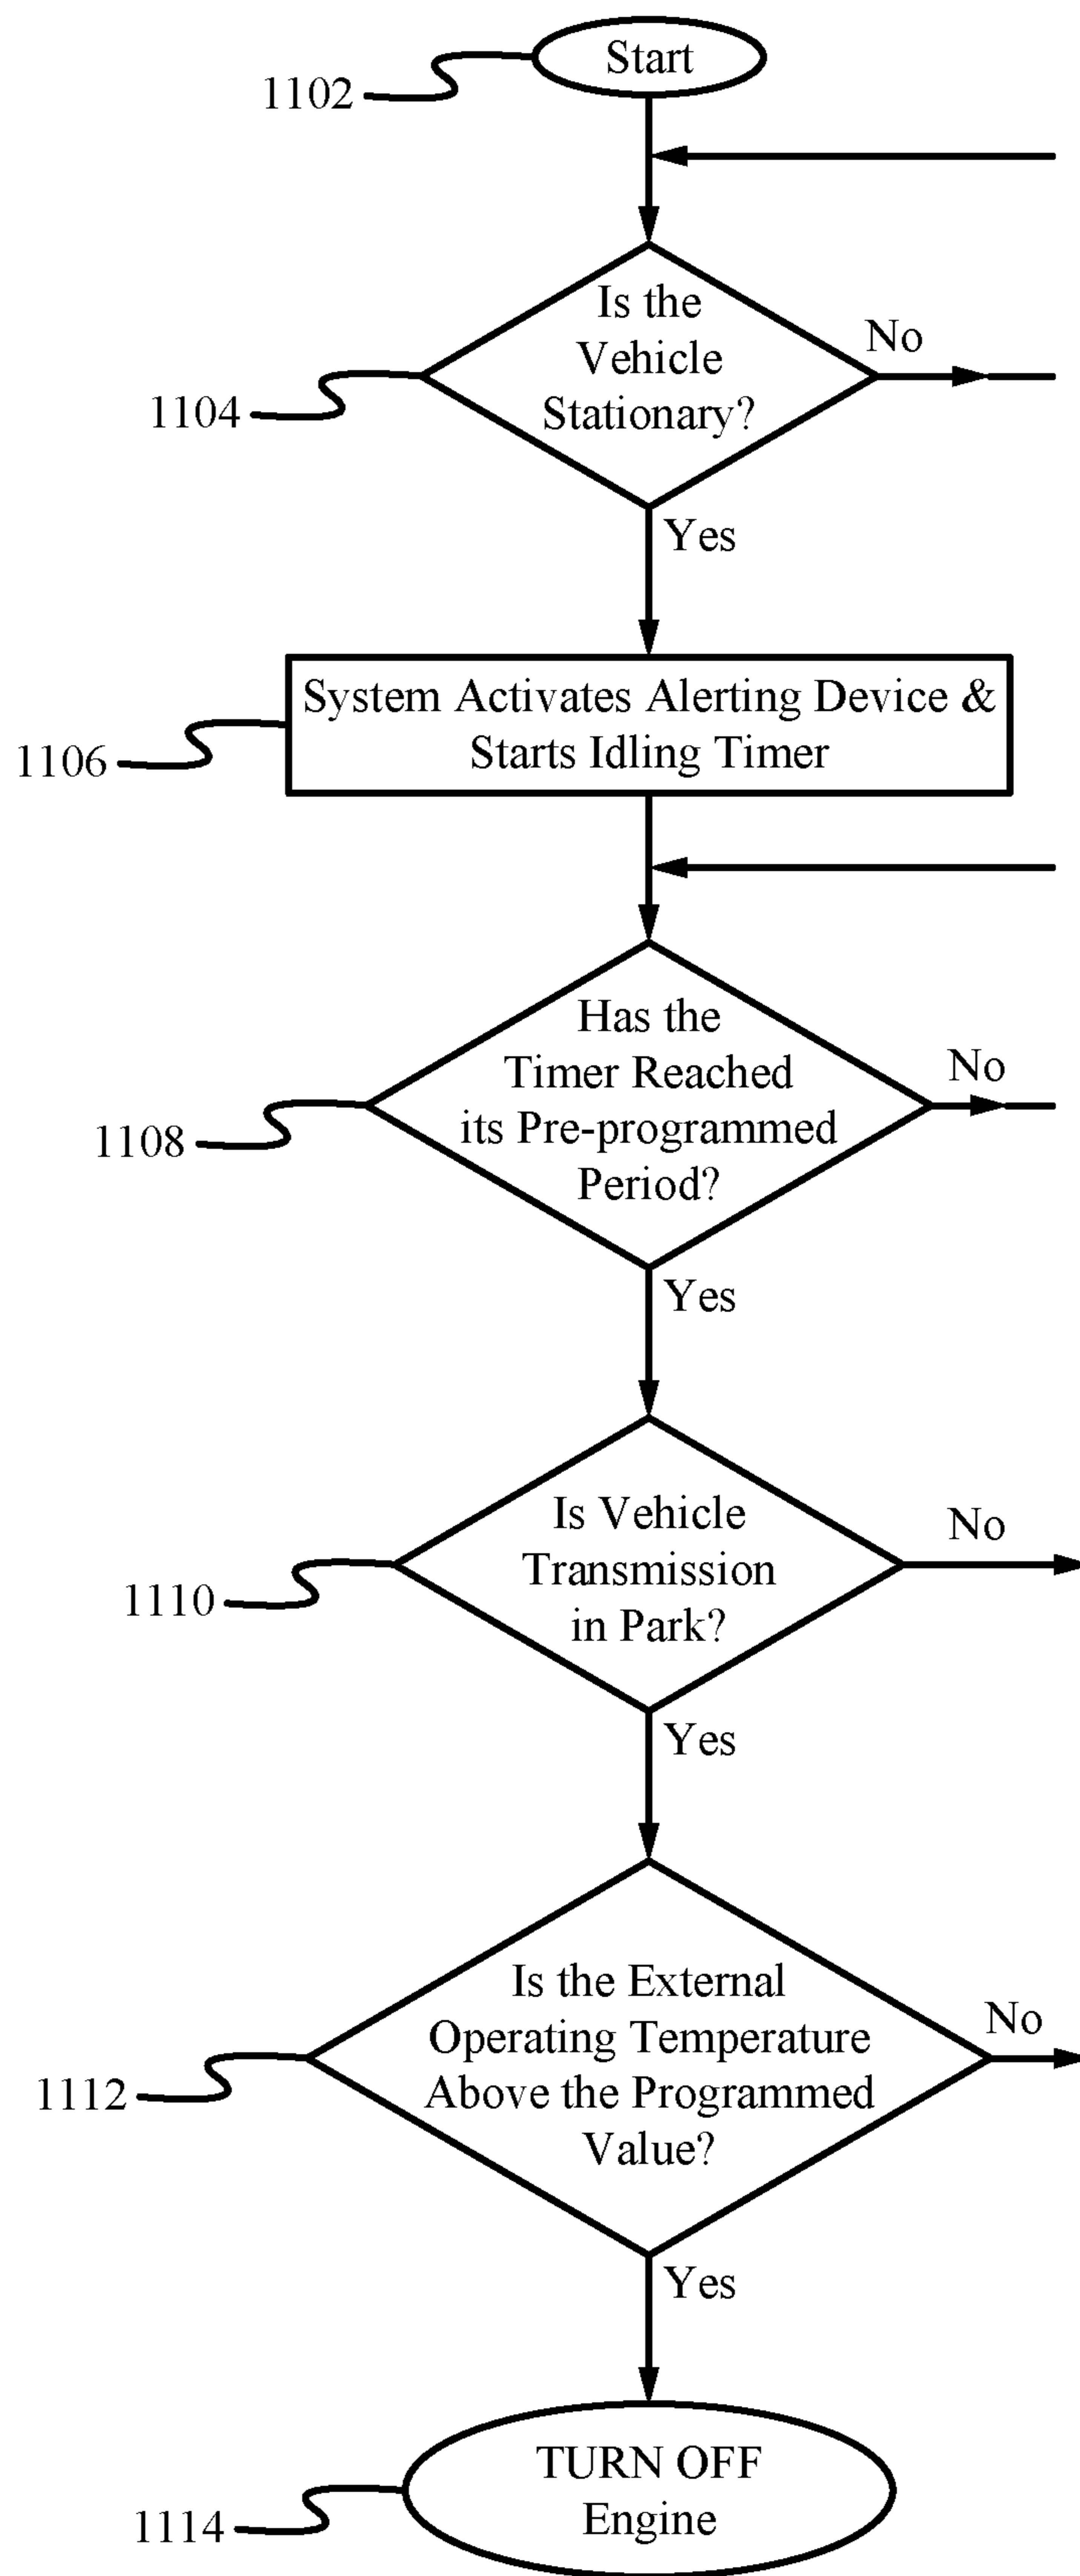 Start
1102
Is the
Vehicle
Stationary?
No
1104
Yes
System Activates Alerting Device &
Starts Idling Timer
1106
Has the
Timer Reached
its Pre-programmed
Period?
No
1108
Yes
Is Vehicle
Transmission
in Park?
No
1110
Yes
Is the External
Operating Temperature
Above the Programmed
Value?
No
1112
Yes
TURN OFF
Engine
1114